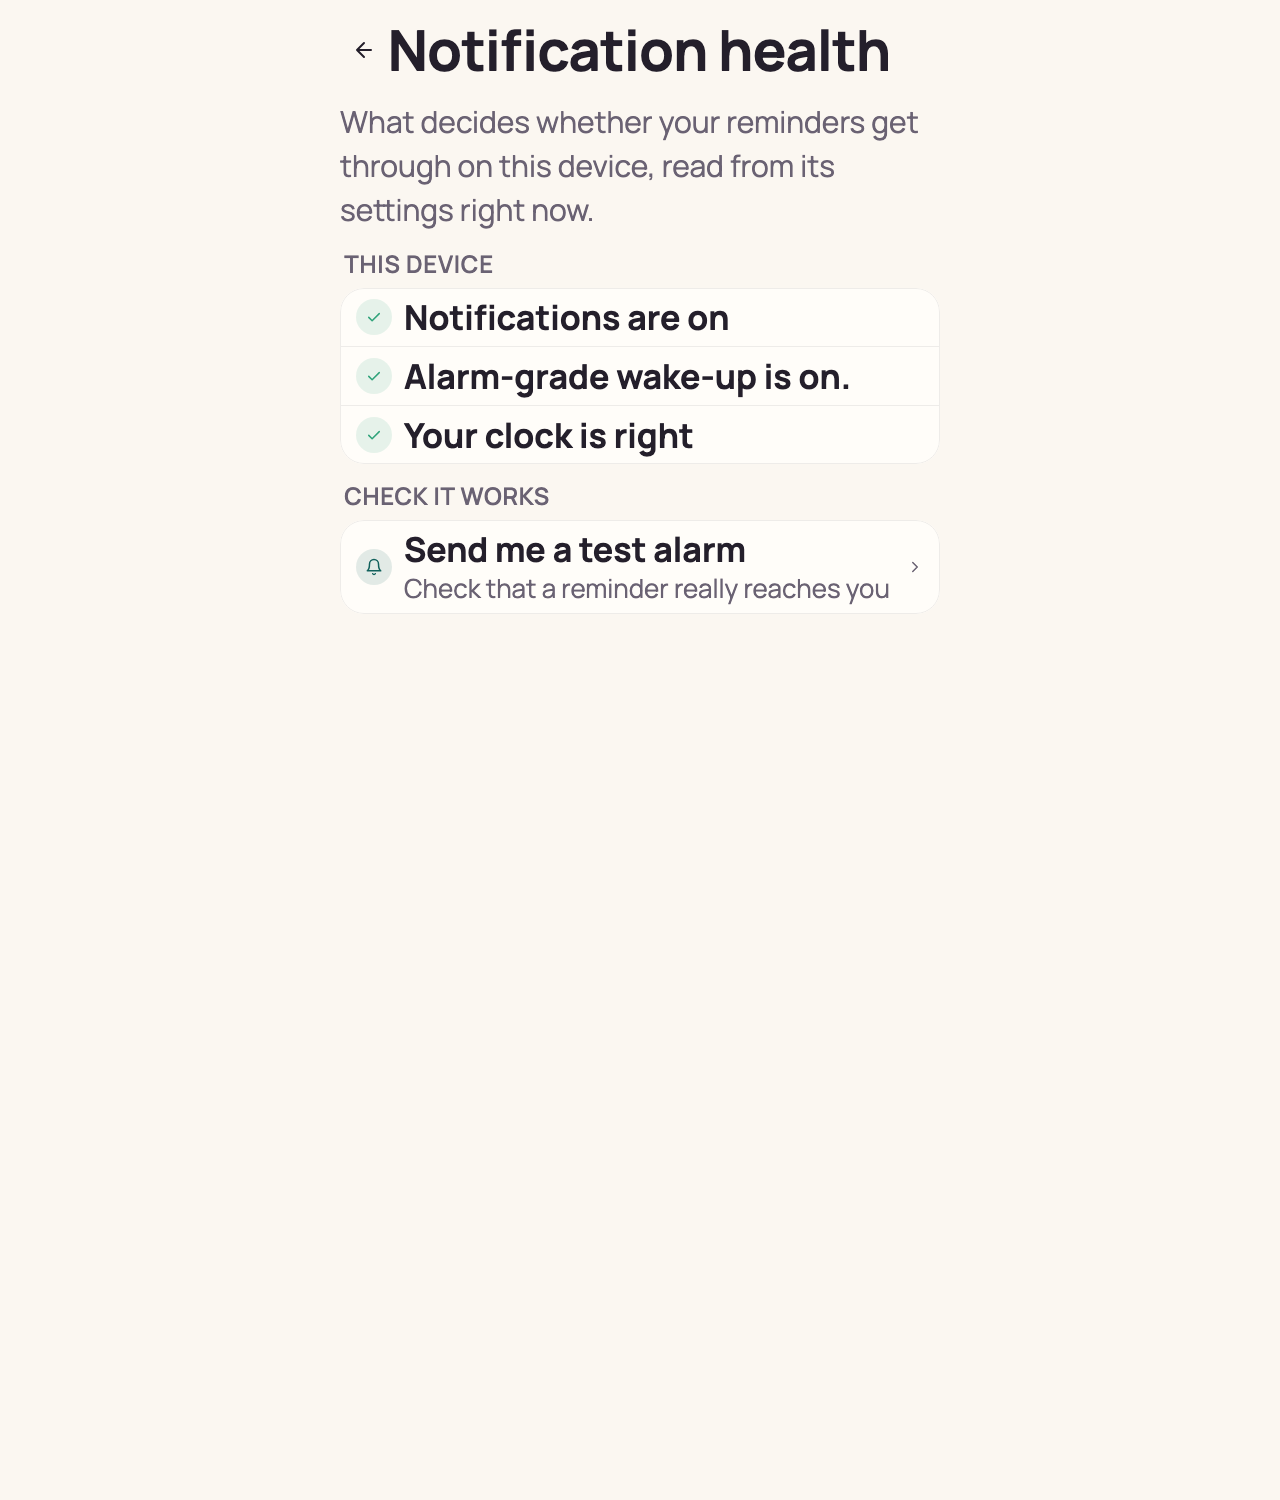 Notification health
What decides whether your reminders get
through on this device, read from its
settings right now.
THIS DEVICE
Notifications are on
Alarm-grade wake-up is on.
Your clock is right
CHECK IT WORKS
Send me a test alarm
Check that a reminder really reaches you